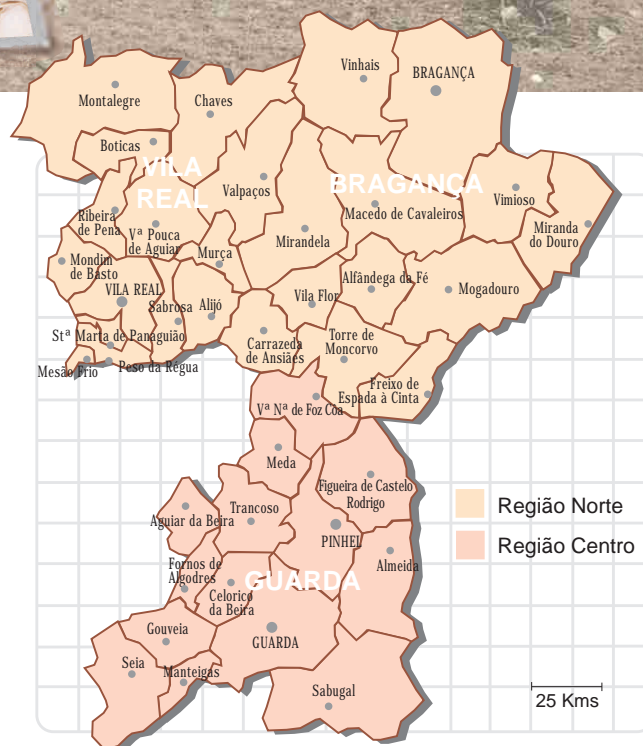 Vinhais
BRAGANÇA
Montalegre
Chaves
Boticas
VILA
REAL
Valpaços
BRAGANÇA
Vimioso
Macedo de Cavaleiros
Ribeira
de Pena
Vª Pouca
de Aguiar
Mirandela
Miranda
do Douro
Murça
Mondim
de Basto
Alfândega da Fé
VILA REAL
Vila Flor
Mogadouro
Sabrosa
Alijó
Stª Marta de Panaguião
Carrazeda
de Ansiães
Torre de
Moncorvo
Mesão Frio
Peso da Régua
Freixo de
Espada à Cinta
Vª Nª de Foz Côa
Meda
Figueira de Castelo
Rodrigo
Trancoso
Aguiar da Beira
PINHEL
Região Norte
Região Centro
Almeida
Fornos de
Algodres
GUARDA
Celorico
da Beira
Gouveia
GUARDA
Seia
Manteigas
Sabugal
25 Kms